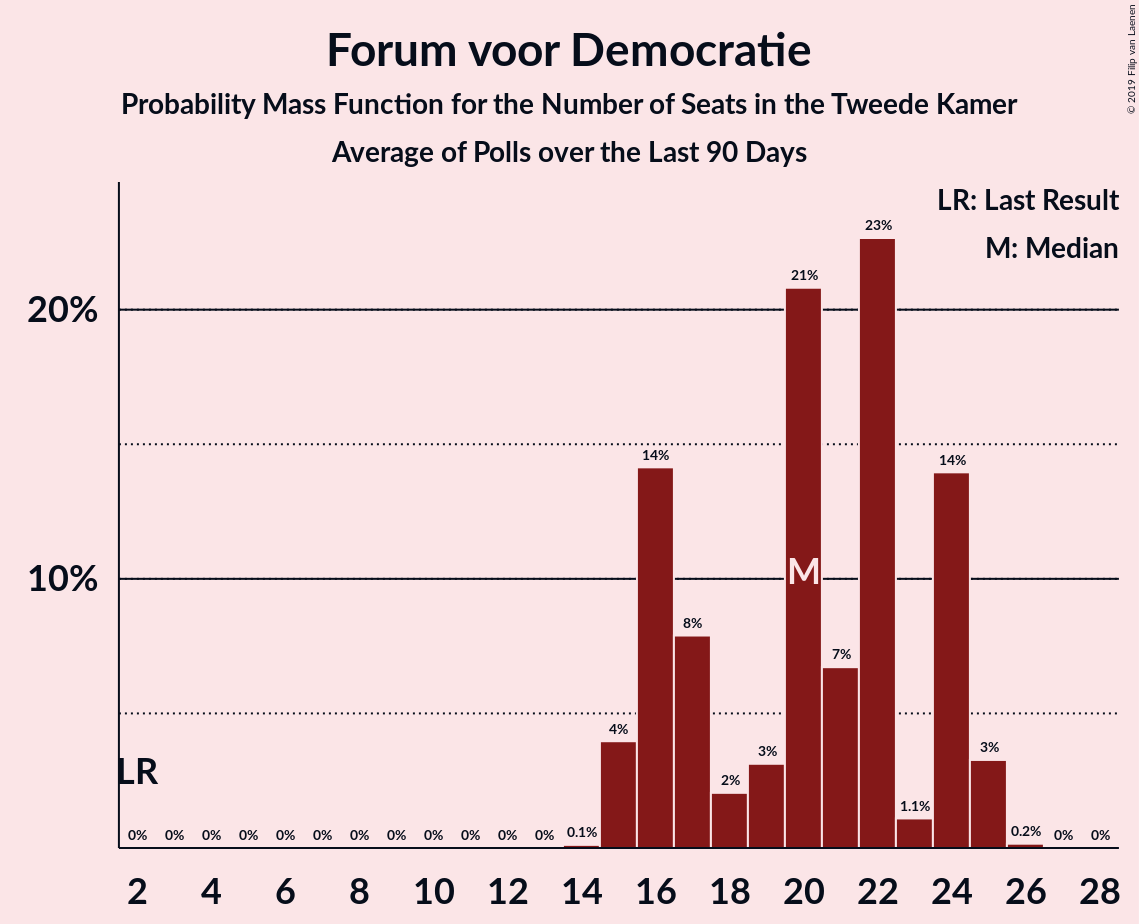 Forum voor Democratie
Probability Mass Function for the Number of Seats in the Tweede Kamer
Average of Polls over the Last 90 Days
© 2019 Filip van Laenen
LR: Last Result
M: Median
20%
10%
LR
M
0% 0% 0% 0% 0% 0% 0% 0% 0% 0% 0% 0% 0.1% 4% 14% 8% 2% 3% 21% 7% 23% 1.1% 14% 3% 0.2% 0% 0%
2 4 6 8 10 12 14 16 18 20 22 24 26 28